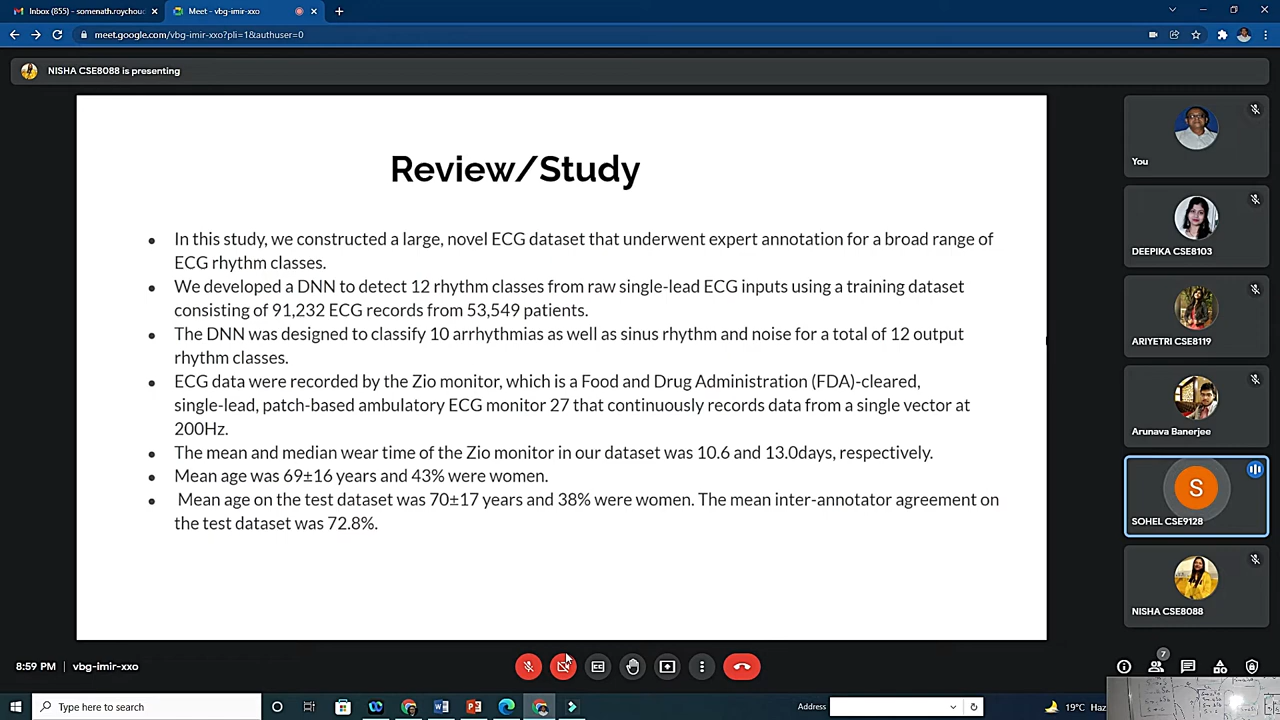 Inbox (855) - somenath.roychou
Meet - vbg-imir-xxo
meet.google.com/vbg-imir-xxo?pli=1&authuser=0
NISHA CSE8088 is presenting
Review/Study
In this study, we constructed a large, novel ECG dataset that underwent expert annotation for a broad range of
ECG rhythm classes.
We developed a DNN to detect 12 rhythm classes from raw single-lead ECG inputs using a training dataset
consisting of 91,232 ECG records from 53,549 patients.
The DNN was designed to classify 10 arrhythmias as well as sinus rhythm and noise for a total of 12 output
rhythm classes.
ECG data were recorded by the Zio monitor, which is a Food and Drug Administration (FDA)-cleared,
single-lead, patch-based ambulatory ECG monitor 27 that continuously records data from a single vector at
200Hz.
The mean and median wear time of the Zio monitor in our dataset was 10.6 and 13.0days, respectively.
Mean age was 69±16 years and 43% were women.
Mean age on the test dataset was 70±17 years and 38% were women. The mean inter-annotator agreement on
the test dataset was 72.8%.
You
DEEPIKA CSE8103
ARIYETRI CSE8119
Arunava Banerjee
S
SOHEL CSE9128
NISHA CSE8088
8:59 PM | vbg-imir-xxo
7
Type here to search
Address
19°C Haz